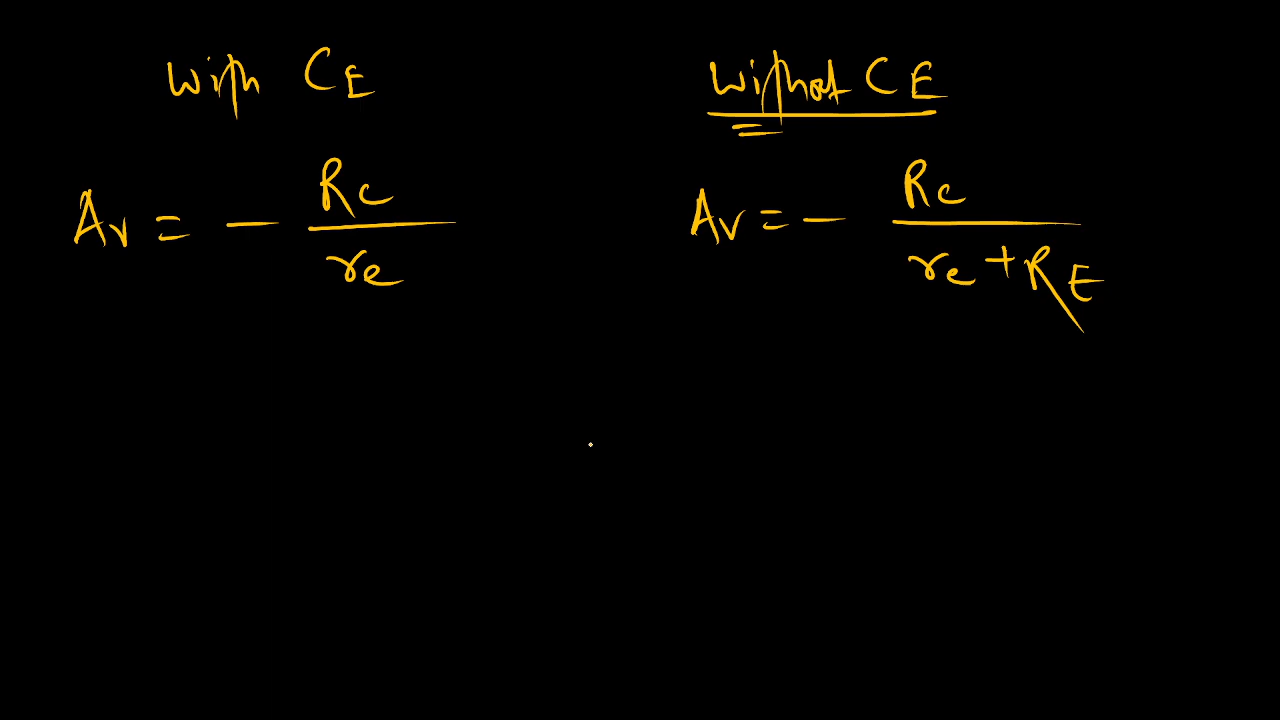 with CE
Av = - Rc / re
without CE
Av = - Rc / re + RE